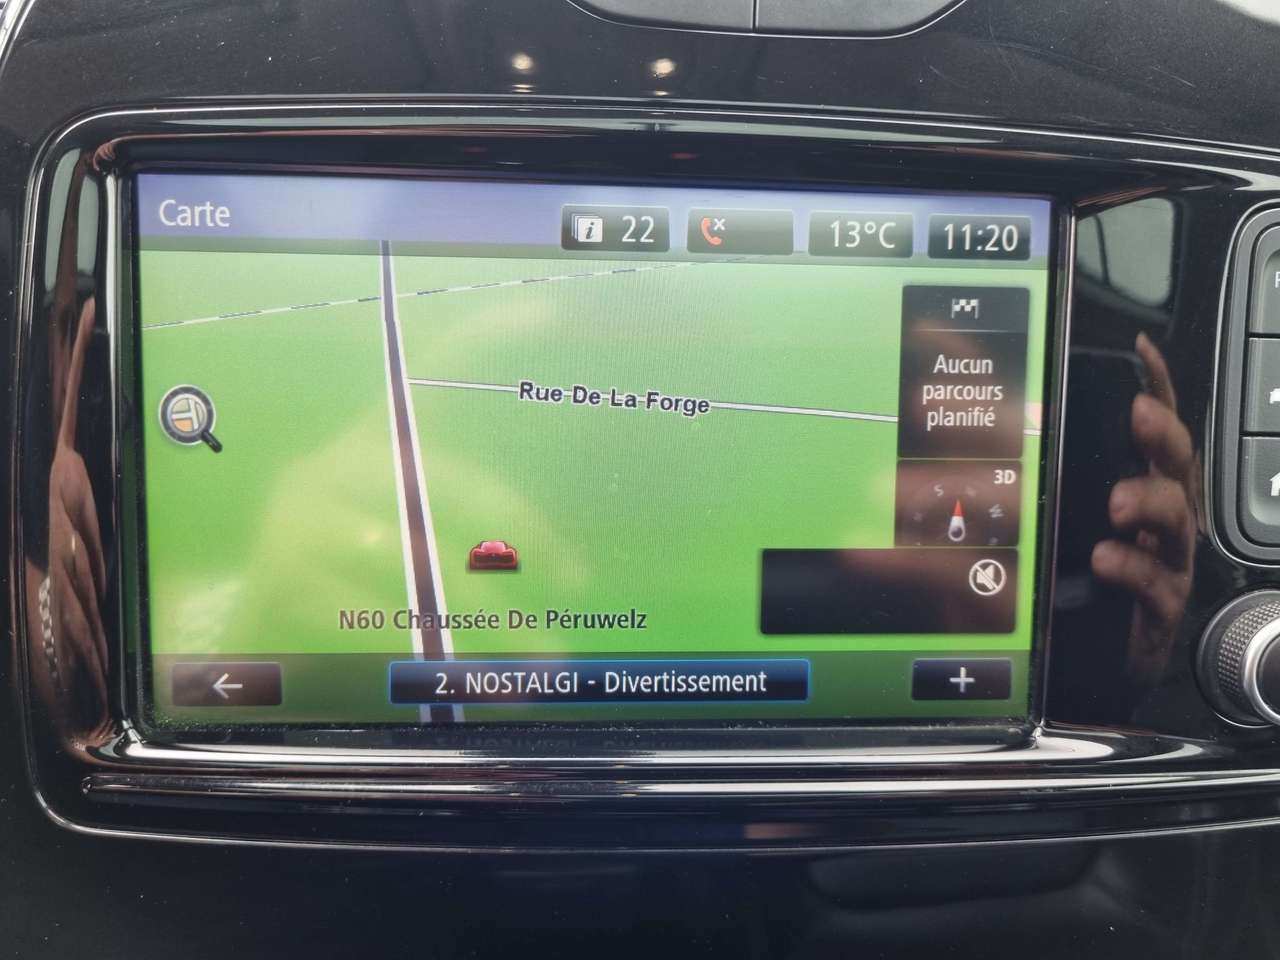 Carte
i 22
13°C
11:20
Rue De La Forge
Aucun
parcours
planifié
3D
N60 Chaussée De Péruwelz
2. NOSTALGI - Divertissement